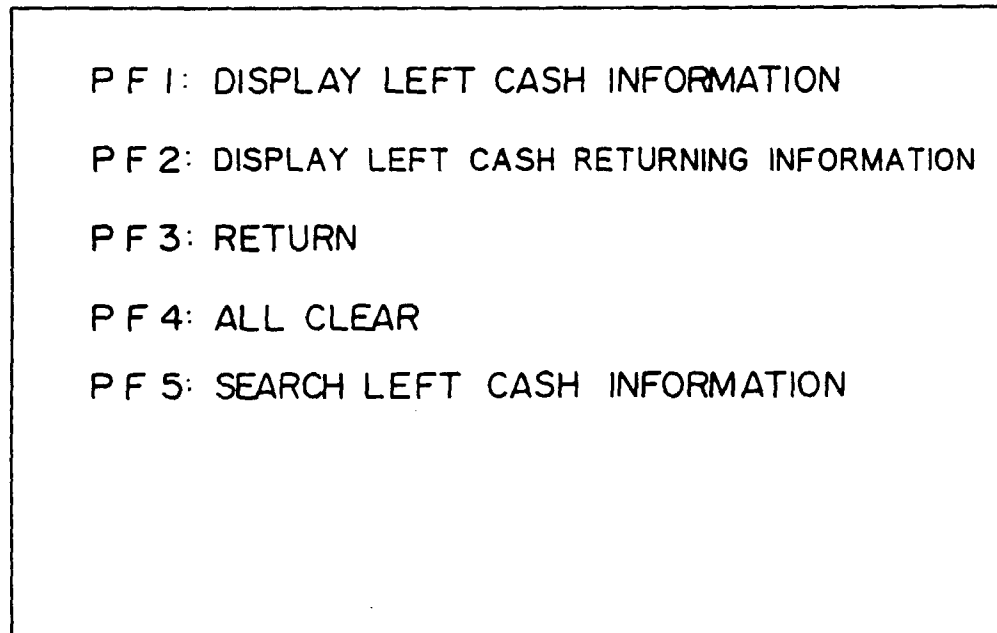 PF1: DISPLAY LEFT CASH INFORMATION
PF2: DISPLAY LEFT CASH RETURNING INFORMATION
PF3: RETURN
PF4: ALL CLEAR
PF5: SEARCH LEFT CASH INFORMATION